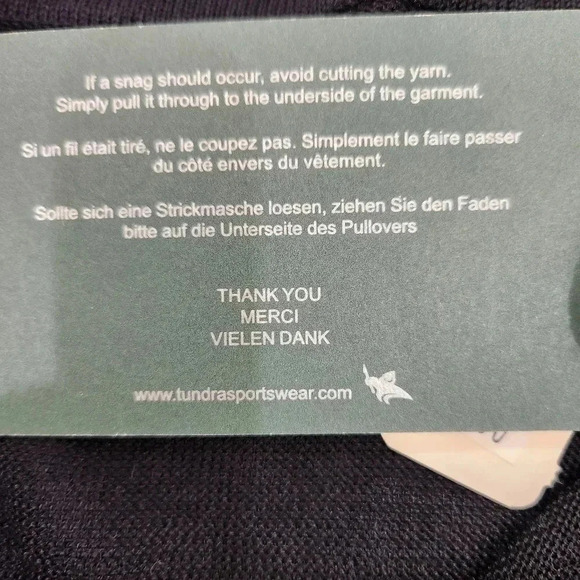 If a snag should occur, avoid cutting the yarn.
Simply pull it through to the underside of the garment.
Si un fil était tiré, ne le coupez pas. Simplement le faire passer
du côté envers du vêtement.
Sollte sich eine Strickmasche loesen, ziehen Sie den Faden
bitte auf die Unterseite des Pullovers
THANK YOU
MERCI
VIELEN DANK
www.tundrasportswear.com